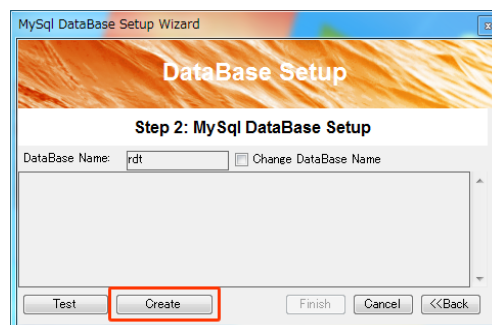 MySql DataBase Setup Wizard
DataBase Setup
Step 2: MySql DataBase Setup
DataBase Name: rdt Change DataBase Name
Test Create Finish Cancel <<Back